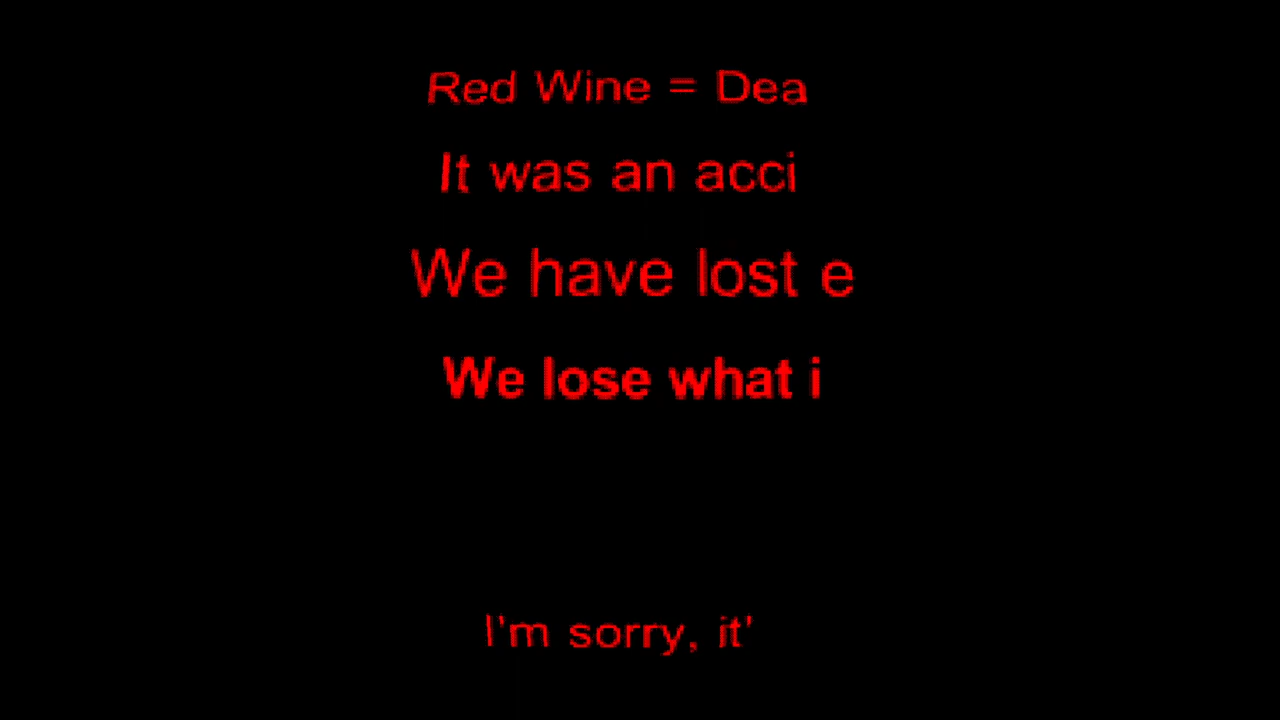 Red Wine = Dea
It was an acci
We have lost e
We lose what i
I'm sorry, it'